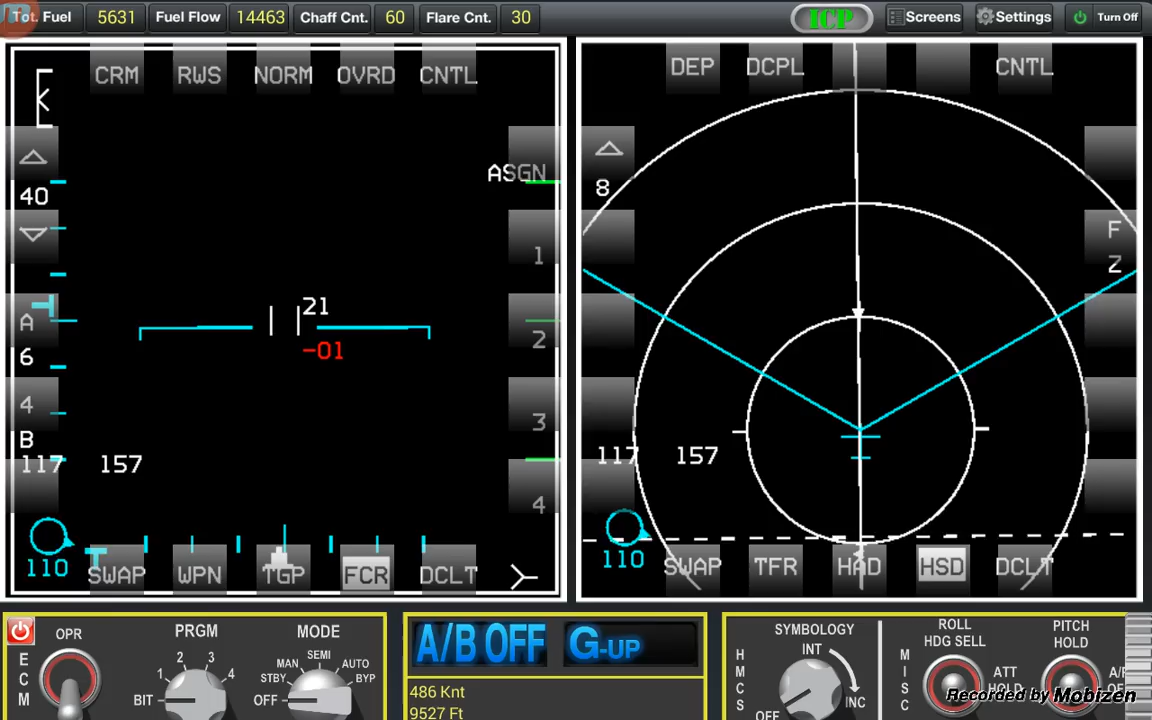 Tot. Fuel 5631 Fuel Flow 14463 Chaff Cnt. 60 Flare Cnt. 30 ICP Screens Settings Turn Off
CRM RWS NORM OVRD CNTL
40
ASGN
1
A
6
21
-01
2
4
3
B
117 157
4
110
SWAP WPN TGP FCR DCLT
DEP DCPL CNTL
8
F
Z
117 157
110
SWAP TFR HAD HSD DCLT
ECM
OPR
PRGM
BIT 1 2 3 4
MODE
OFF STBY MAN SEMI AUTO BYP
A/B OFF G-UP
486 Knt
9527 Ft
HMCS
SYMBOLOGY
INT
INC
OFF
MISC
ROLL
HDG SELL
ATT
HOLD
PITCH
HOLD
Recorded by Mobizen